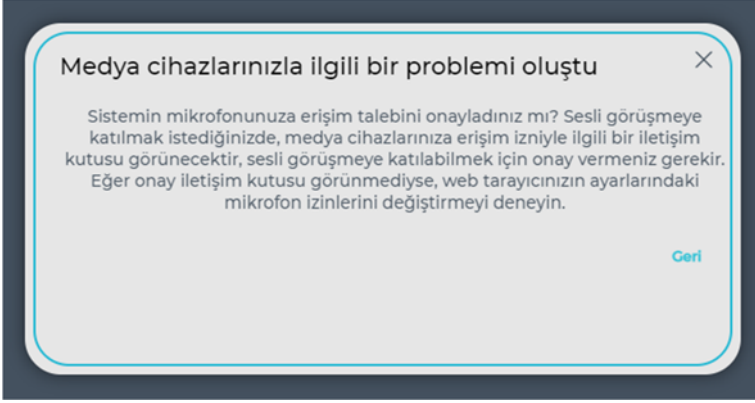 Medya cihazlarınızla ilgili bir problemi oluştu
Sistemin mikrofonunuza erişim talebini onayladınız mı? Sesli görüşmeye
katılmak istediğinizde, medya cihazlarınıza erişim izniyle ilgili bir iletişim
kutusu görünecektir, sesli görüşmeye katılabilmek için onay vermeniz gerekir.
Eğer onay iletişim kutusu görünmediyse, web tarayıcınızın ayarlarındaki
mikrofon izinlerini değiştirmeyi deneyin.
Geri